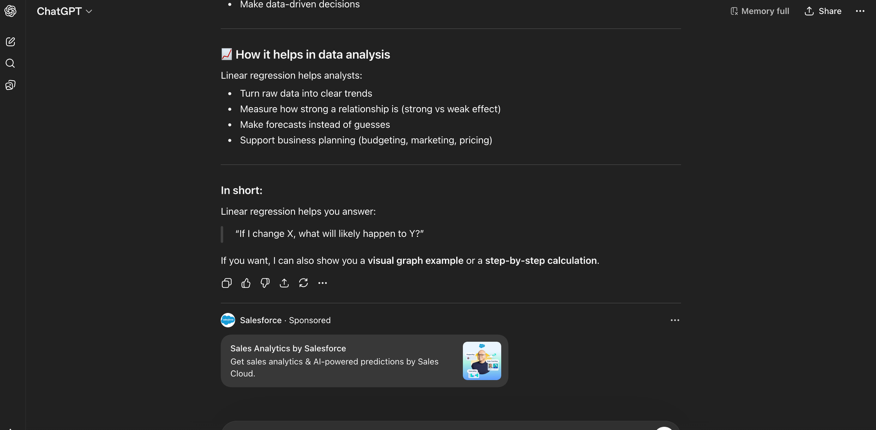 ChatGPT
Memory full
Share
Make data-driven decisions
📈 How it helps in data analysis
Linear regression helps analysts:
• Turn raw data into clear trends
• Measure how strong a relationship is (strong vs weak effect)
• Make forecasts instead of guesses
• Support business planning (budgeting, marketing, pricing)
In short:
Linear regression helps you answer:
“If I change X, what will likely happen to Y?”
If you want, I can also show you a visual graph example or a step-by-step calculation.
Salesforce · Sponsored
Sales Analytics by Salesforce
Get sales analytics & AI-powered predictions by Sales
Cloud.